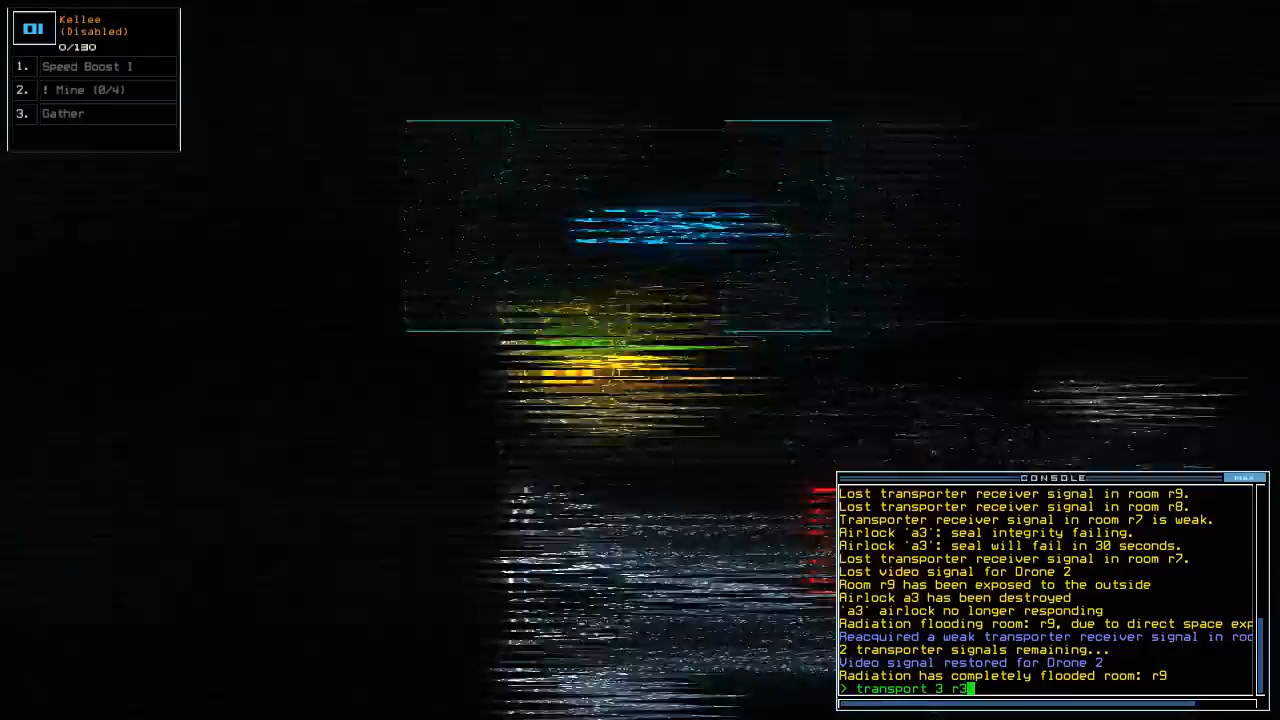 01
Kellee
(Disabled)
0/130
1. Speed Boost I
2. ! Mine (0/4)
3. Gather
CONSOLE
MAX
Lost transporter receiver signal in room r9.
Lost transporter receiver signal in room r8.
Transporter receiver signal in room r7 is weak.
Airlock 'a3': seal integrity failing.
Airlock 'a3': seal will fail in 30 seconds.
Lost transporter receiver signal in room r7.
Lost video signal for Drone 2
Room r9 has been exposed to the outside
Airlock a3 has been destroyed
'a3' airlock no longer responding
Radiation flooding room: r9, due to direct space exp
Reacquired a weak transporter receiver signal in roo
2 transporter signals remaining...
Video signal restored for Drone 2
Radiation has completely flooded room: r9
> transport 3 r3